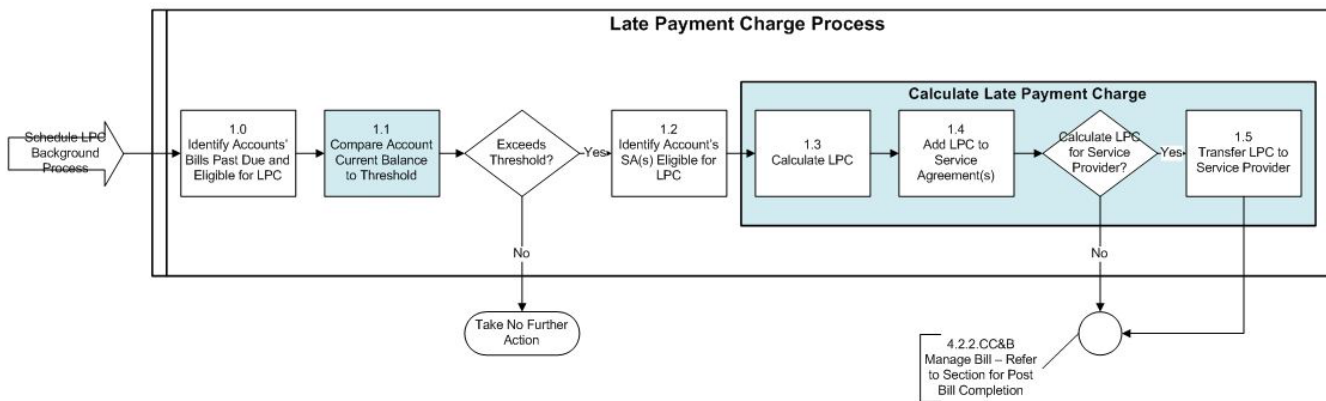 Late Payment Charge Process
Schedule LPC
Background
Process
1.0
Identify Accounts'
Bills Past Due and
Eligible for LPC
1.1
Compare Account
Current Balance
to Threshold
Exceeds
Threshold?
Yes
No
Take No Further
Action
1.2
Identify Account's
SA(s) Eligible for
LPC
Calculate Late Payment Charge
1.3
Calculate LPC
1.4
Add LPC to
Service
Agreement(s)
Calculate LPC
for Service
Provider?
Yes
No
1.5
Transfer LPC to
Service Provider
4.2.2.CC&B
Manage Bill – Refer
to Section for Post
Bill Completion